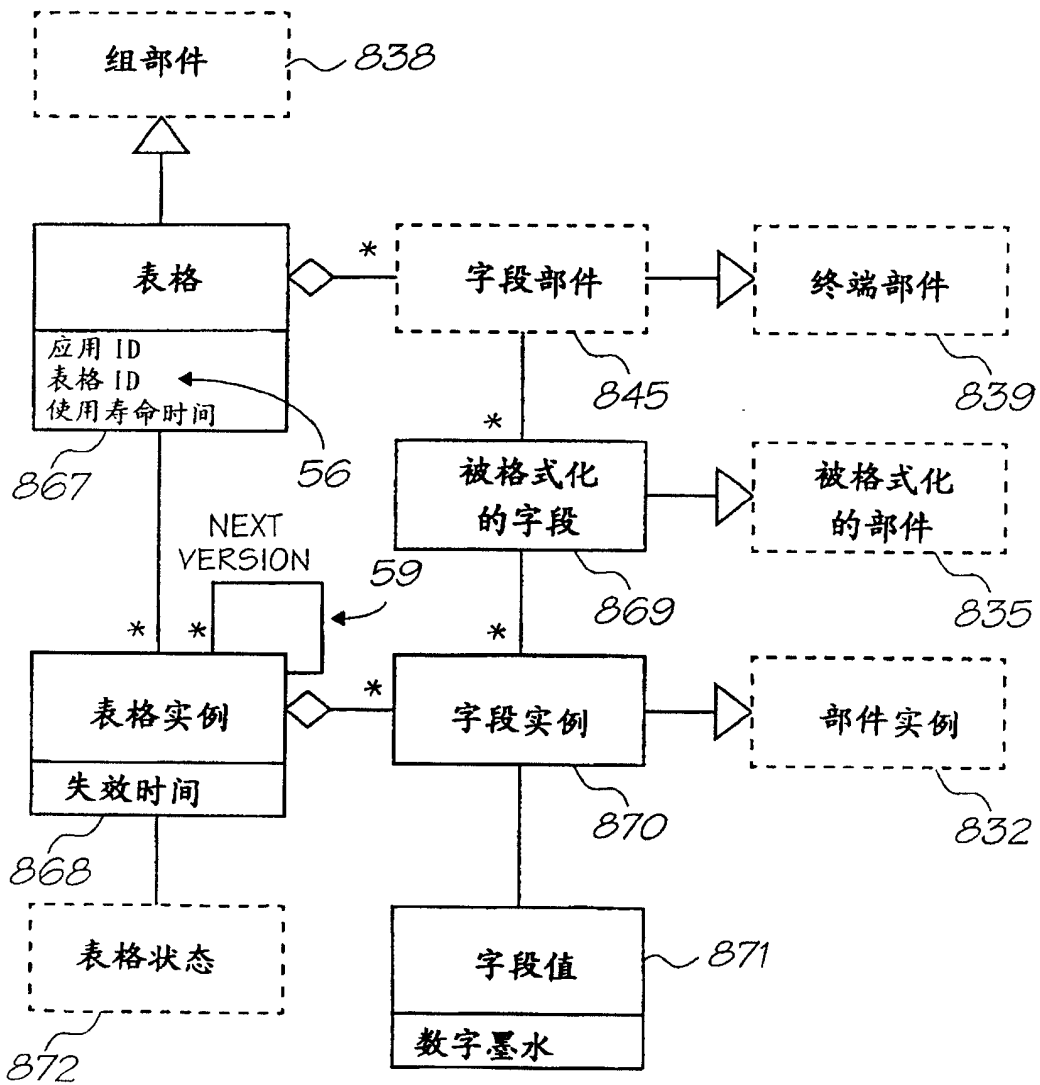 组部件
838
表格
*
字段部件
终端部件
应用 ID
表格 ID
使用寿命时间
845
839
867
56
*
被格式化
的字段
被格式化
的部件
NEXT
VERSION
59
869
835
*
*
*
表格实例
*
字段实例
部件实例
失效时间
870
832
868
表格状态
字段值
871
872
数字墨水